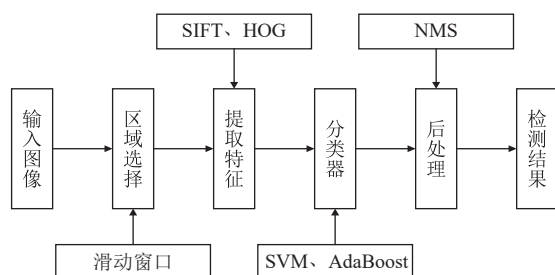 SIFT、HOG
NMS
输入图像
区域选择
提取特征
分类器
后处理
检测结果
滑动窗口
SVM、AdaBoost